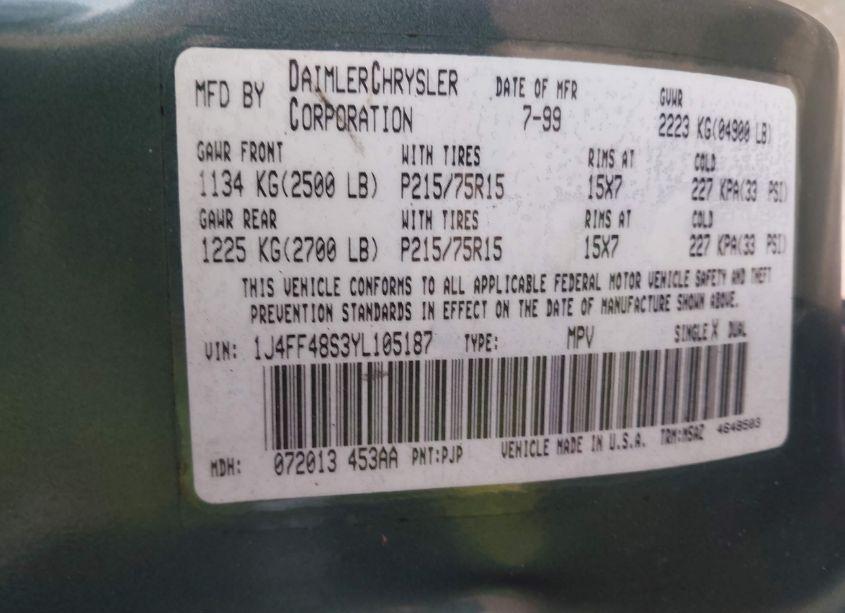 MFD BY DAIMLERCHRYSLER CORPORATION DATE OF MFR 7-99 GVWR 2223 KG(04900 LB)
GAWR FRONT WITH TIRES RIMS AT COLD
1134 KG(2500 LB) P215/75R15 15X7 227 KPA(33 PSI)
GAWR REAR WITH TIRES RIMS AT COLD
1225 KG(2700 LB) P215/75R15 15X7 227 KPA(33 PSI)
THIS VEHICLE CONFORMS TO ALL APPLICABLE FEDERAL MOTOR VEHICLE SAFETY AND THEFT
PREVENTION STANDARDS IN EFFECT ON THE DATE OF MANUFACTURE SHOWN ABOVE.
VIN: 1J4FF48S3YL105187 TYPE: MPV SINGLE X DUAL
MDH: 072013 453AA PNT:PJP VEHICLE MADE IN U.S.A. TRM:MSAZ 4648503